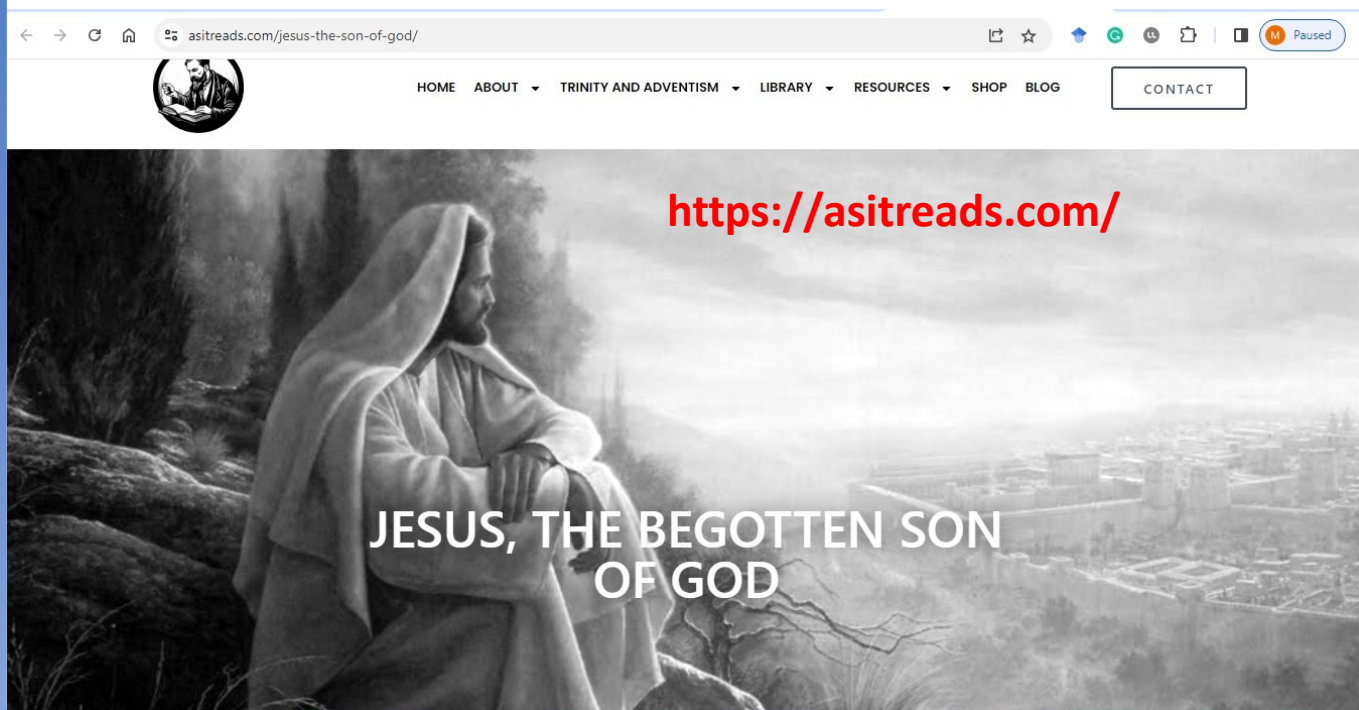 asitreads.com/jesus-the-son-of-god/
M Paused
HOME ABOUT TRINITY AND ADVENTISM LIBRARY RESOURCES SHOP BLOG
CONTACT
https://asitreads.com/
JESUS, THE BEGOTTEN SON
OF GOD